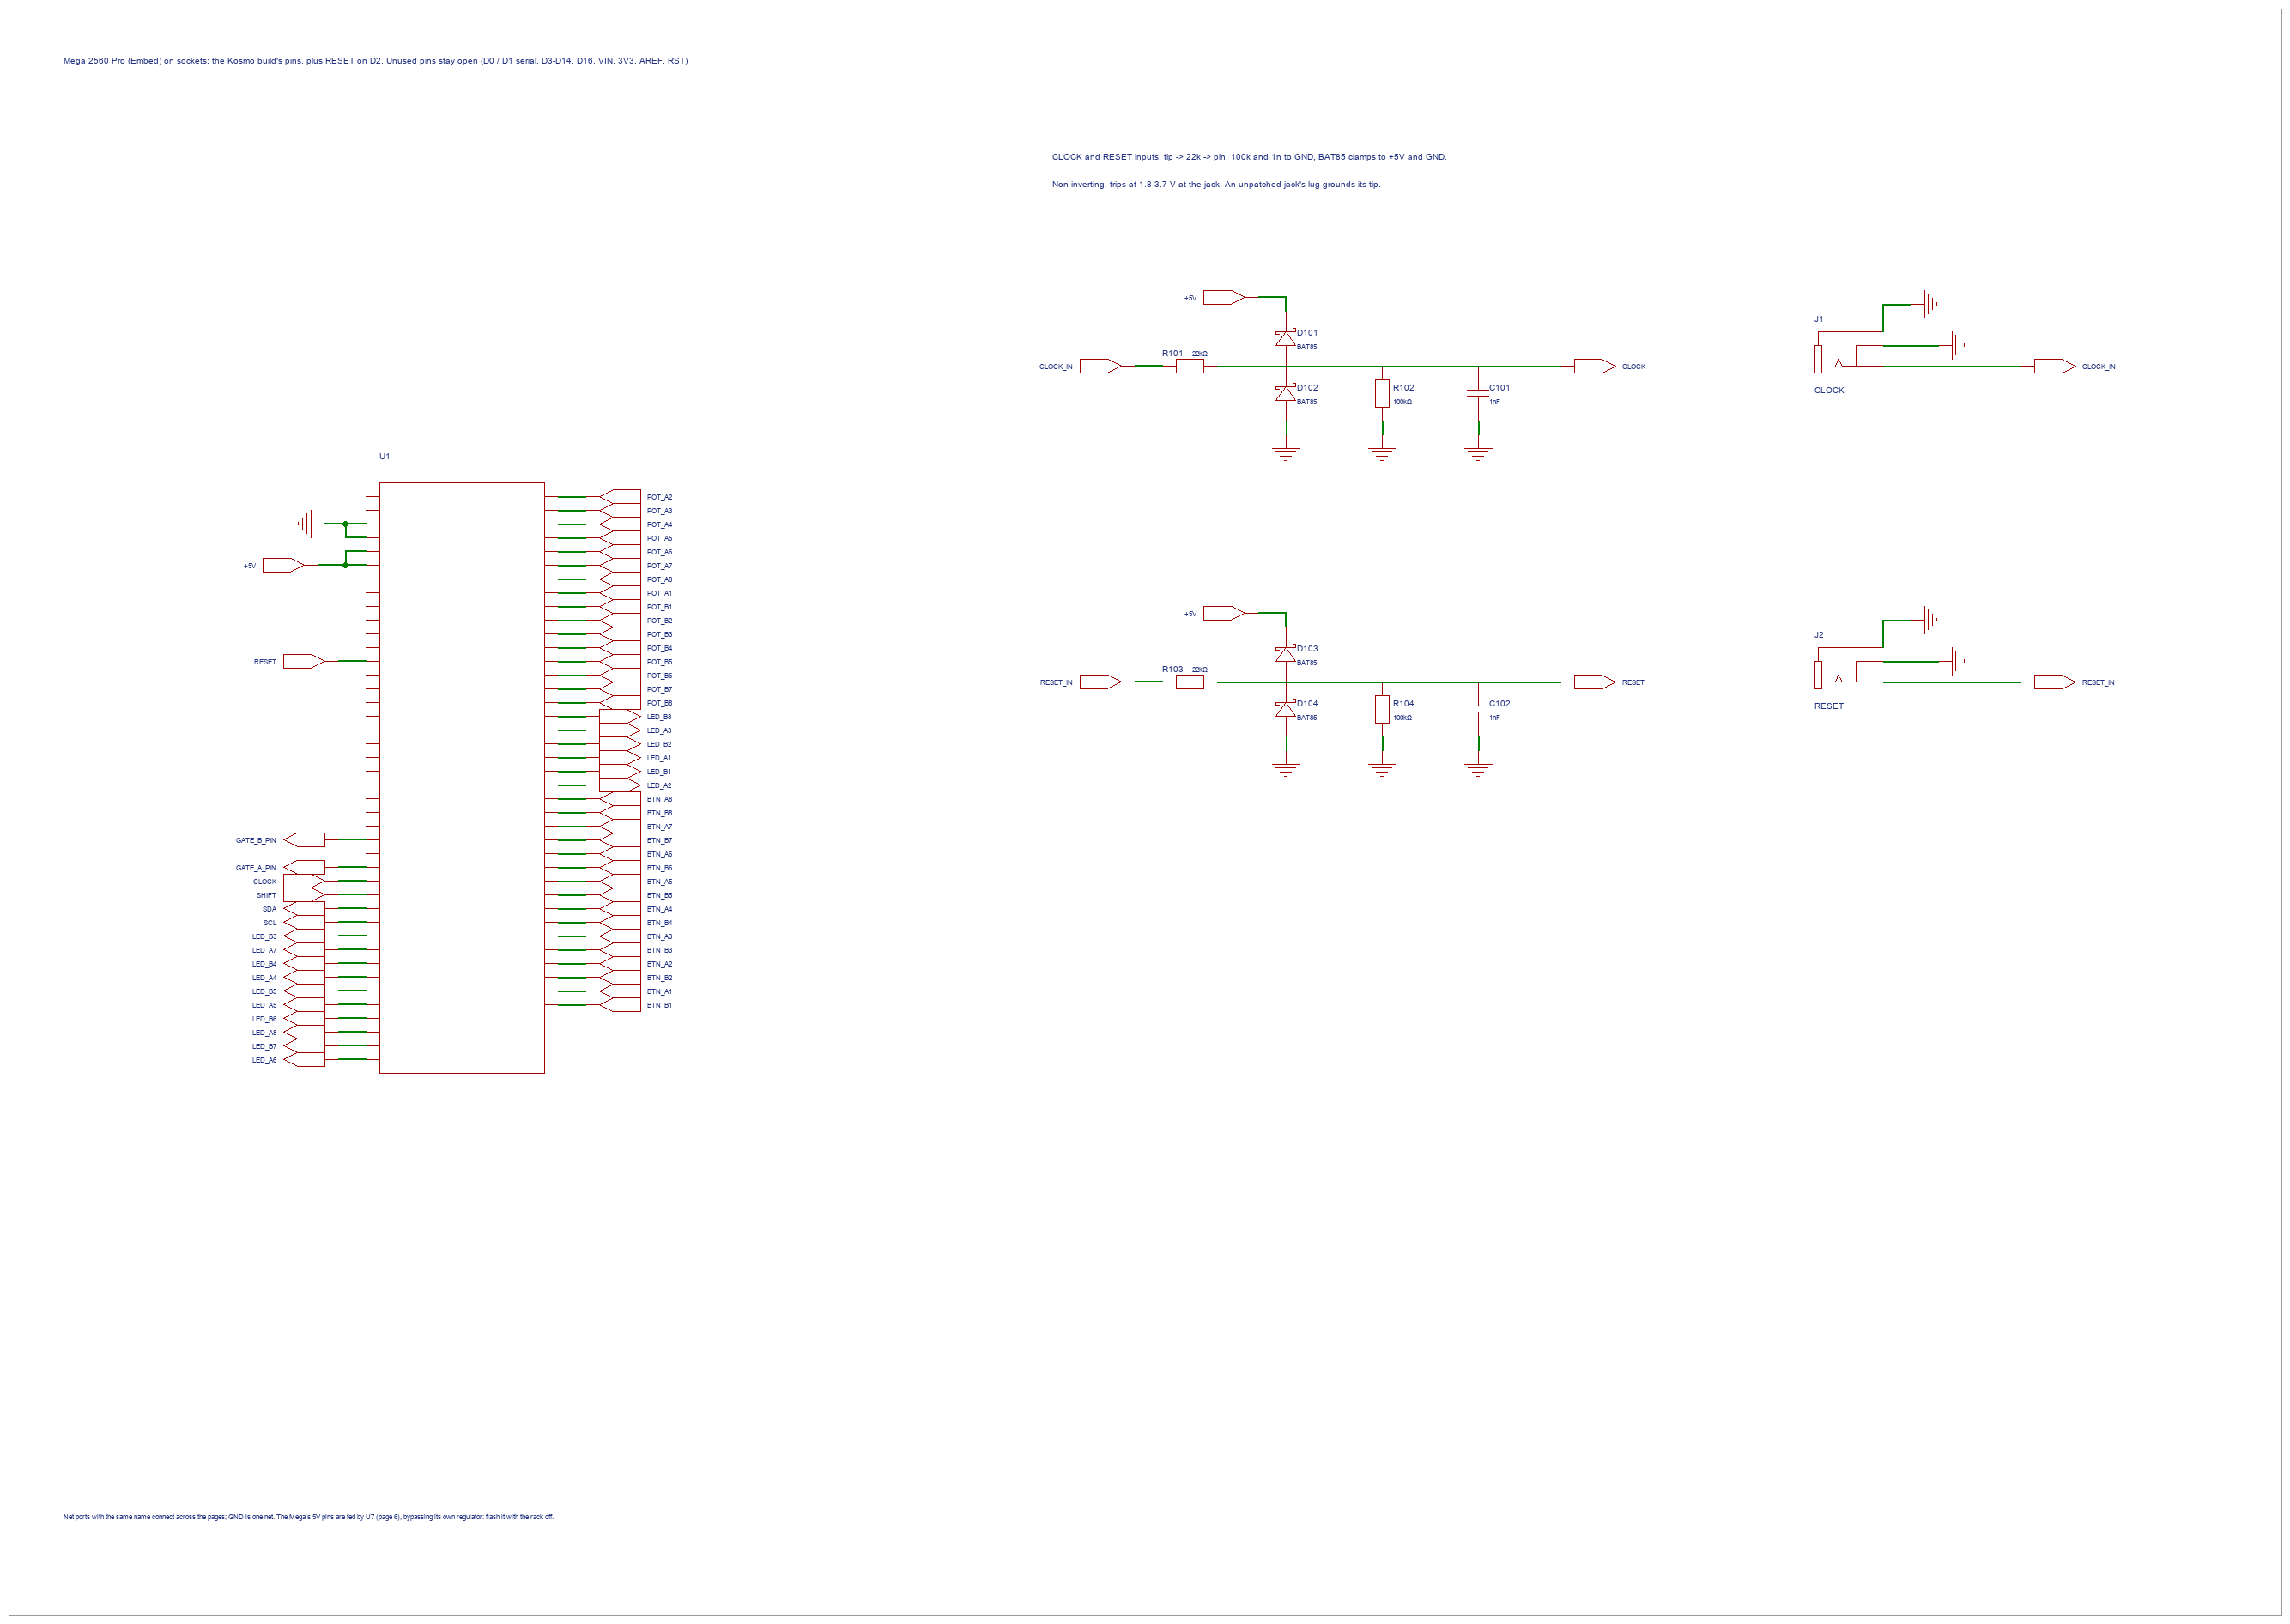 Mega 2560 Pro (Embed) on sockets: the Kosmo build's pins, plus RESET on D2. Unused pins stay open (D0 / D1 serial, D3-D14, D16, VIN, 3V3, AREF, RST)
CLOCK and RESET inputs: tip -> 22k -> pin, 100k and 1n to GND, BAT85 clamps to +5V and GND.
Non-inverting; trips at 1.8-3.7 V at the jack. An unpatched jack's lug grounds its tip.
+5V
D101
BAT85
R101 22kΩ
CLOCK_IN
D102
BAT85
R102
100kΩ
C101
1nF
CLOCK
J1
CLOCK_IN
CLOCK
U1
+5V
RESET
GATE_B_PIN
GATE_A_PIN
CLOCK
SHIFT
SDA
SCL
LED_B3
LED_A7
LED_B4
LED_A4
LED_B5
LED_A5
LED_B6
LED_A8
LED_B7
LED_A6
POT_A2
POT_A3
POT_A4
POT_A5
POT_A6
POT_A7
POT_A8
POT_A1
POT_B1
POT_B2
POT_B3
POT_B4
POT_B5
POT_B6
POT_B7
POT_B8
LED_B8
LED_A3
LED_B2
LED_A1
LED_B1
LED_A2
BTN_A8
BTN_B8
BTN_A7
BTN_B7
BTN_A6
BTN_B6
BTN_A5
BTN_B5
BTN_A4
BTN_B4
BTN_A3
BTN_B3
BTN_A2
BTN_B2
BTN_A1
BTN_B1
+5V
D103
BAT85
R103 22kΩ
RESET_IN
D104
BAT85
R104
100kΩ
C102
1nF
RESET
J2
RESET_IN
RESET
Net ports with the same name connect across the pages; GND is one net. The Mega's 5V pins are fed by U7 (page 6), bypassing its own regulator: flash it with the rack off.